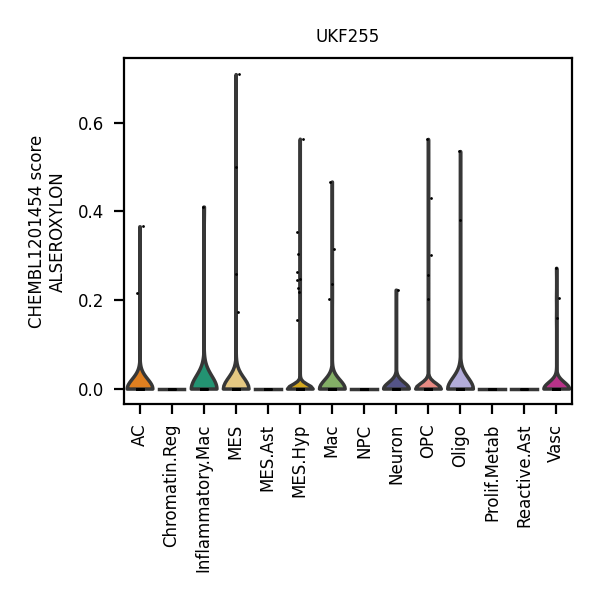 UKF255
CHEMBL1201454 score
ALSEROXYLON
0.6
0.4
0.2
0.0
AC
Chromatin.Reg
Inflammatory.Mac
MES
MES.Ast
MES.Hyp
Mac
NPC
Neuron
OPC
Oligo
Prolif.Metab
Reactive.Ast
Vasc